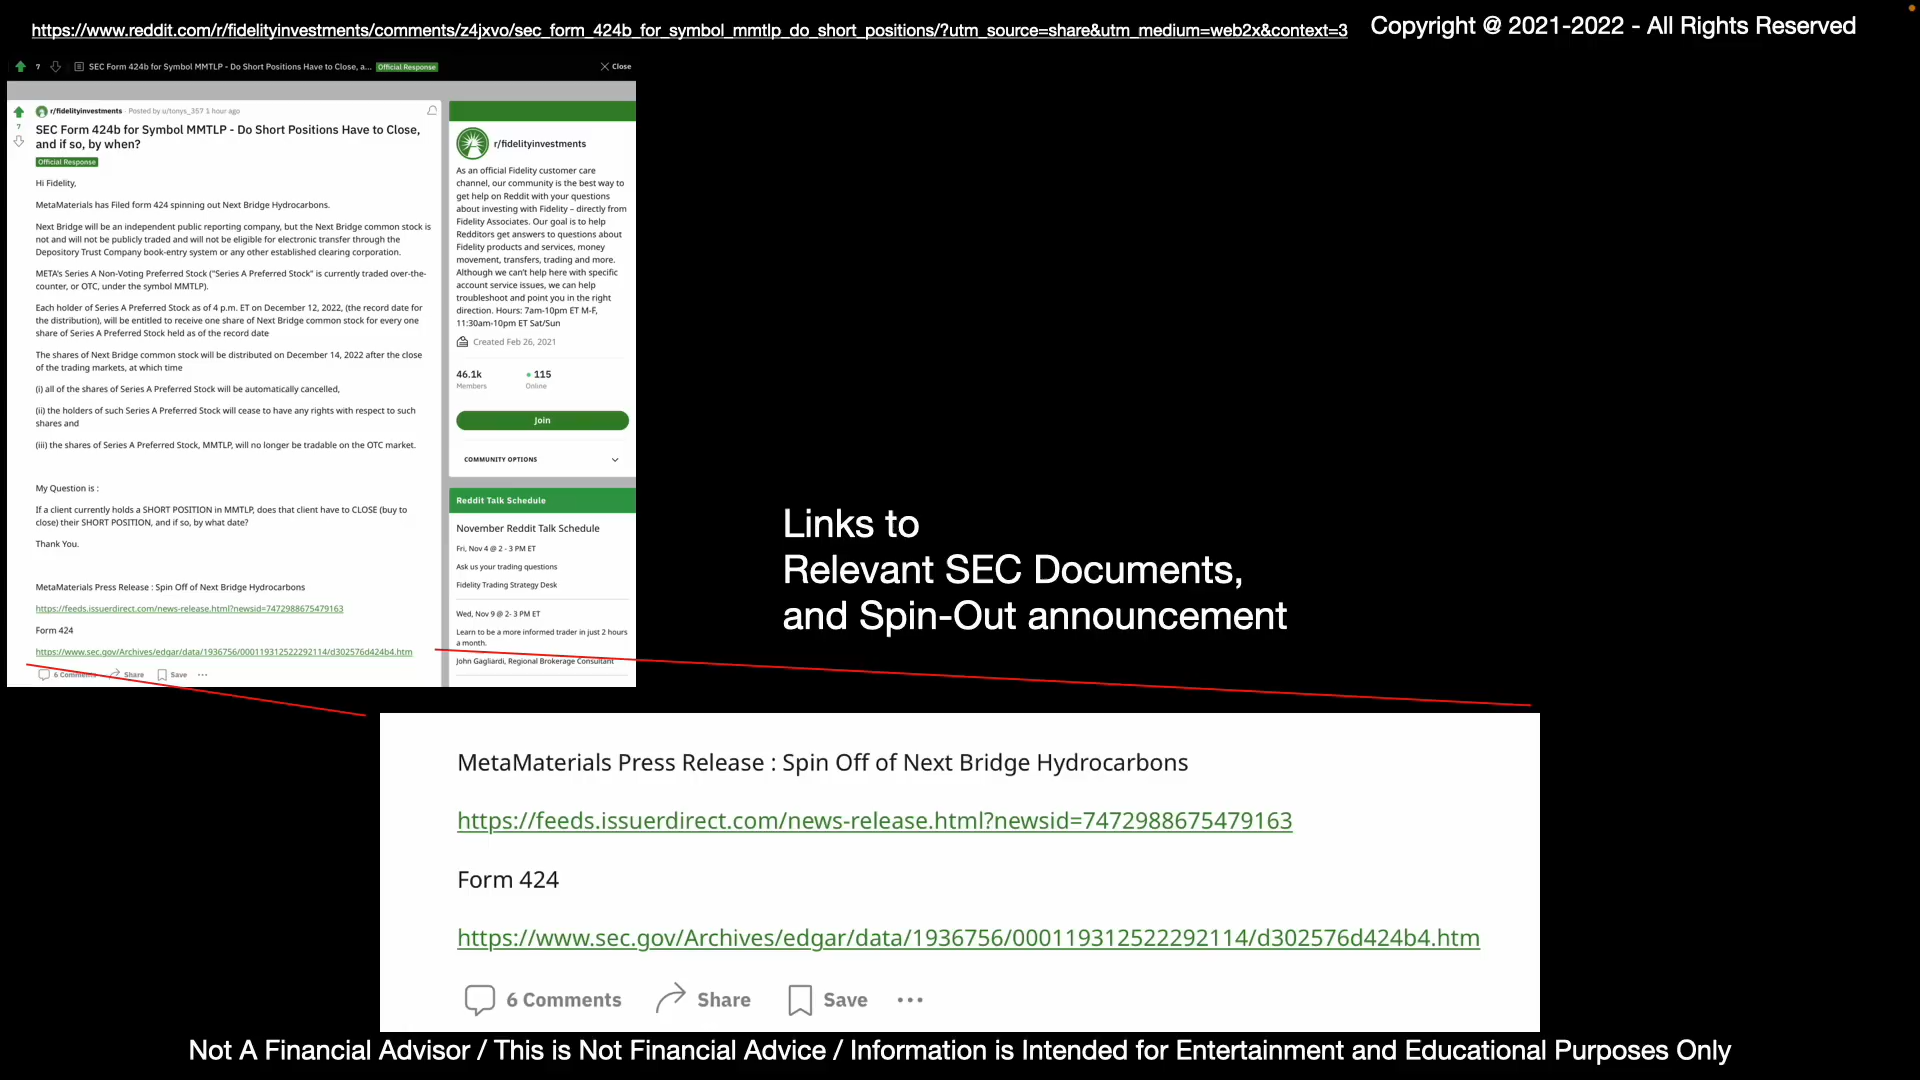 https://www.reddit.com/r/fidelityinvestments/comments/z4jxvo/sec_form_424b_for_symbol_mmtlp_do_short_positions/?utm_source=share&utm_medium=web2x&context=3
Copyright @ 2021-2022 - All Rights Reserved
7 SEC Form 424b for Symbol MMTLP - Do Short Positions Have to Close, a... Official Response
Close
r/fidelityinvestments · Posted by u/tonys_357 1 hour ago
7
SEC Form 424b for Symbol MMTLP - Do Short Positions Have to Close,
and if so, by when?
Official Response
Hi Fidelity,
MetaMaterials has Filed form 424 spinning out Next Bridge Hydrocarbons.
Next Bridge will be an independent public reporting company, but the Next Bridge common stock is
not and will not be publicly traded and will not be eligible for electronic transfer through the
Depository Trust Company book-entry system or any other established clearing corporation.
META's Series A Non-Voting Preferred Stock ("Series A Preferred Stock" is currently traded over-the-
counter, or OTC, under the symbol MMTLP).
Each holder of Series A Preferred Stock as of 4 p.m. ET on December 12, 2022, (the record date for
the distribution), will be entitled to receive one share of Next Bridge common stock for every one
share of Series A Preferred Stock held as of the record date
The shares of Next Bridge common stock will be distributed on December 14, 2022 after the close
of the trading markets, at which time
(i) all of the shares of Series A Preferred Stock will be automatically cancelled,
(ii) the holders of such Series A Preferred Stock will cease to have any rights with respect to such
shares and
(iii) the shares of Series A Preferred Stock, MMTLP, will no longer be tradable on the OTC market.
My Question is :
If a client currently holds a SHORT POSITION in MMTLP, does that client have to CLOSE (buy to
close) their SHORT POSITION, and if so, by what date?
Thank You.
MetaMaterials Press Release : Spin Off of Next Bridge Hydrocarbons
https://feeds.issuerdirect.com/news-release.html?newsid=7472988675479163
Form 424
https://www.sec.gov/Archives/edgar/data/1936756/000119312522292114/d302576d424b4.htm
6 Comments Share Save ...
r/fidelityinvestments
As an official Fidelity customer care
channel, our community is the best way to
get help on Reddit with your questions
about investing with Fidelity – directly from
Fidelity Associates. Our goal is to help
Redditors get answers to questions about
Fidelity products and services, money
movement, transfers, trading and more.
Although we can't help here with specific
account service issues, we can help
troubleshoot and point you in the right
direction. Hours: 7am-10pm ET M-F,
11:30am-10pm ET Sat/Sun
Created Feb 26, 2021
46.1k 115
Members Online
Join
COMMUNITY OPTIONS
Reddit Talk Schedule
November Reddit Talk Schedule
Fri, Nov 4 @ 2 - 3 PM ET
Ask us your trading questions
Fidelity Trading Strategy Desk
Wed, Nov 9 @ 2- 3 PM ET
Learn to be a more informed trader in just 2 hours
a month.
John Gagliardi, Regional Brokerage Consultant
Links to
Relevant SEC Documents,
and Spin-Out announcement
MetaMaterials Press Release : Spin Off of Next Bridge Hydrocarbons
https://feeds.issuerdirect.com/news-release.html?newsid=7472988675479163
Form 424
https://www.sec.gov/Archives/edgar/data/1936756/000119312522292114/d302576d424b4.htm
6 Comments Share Save ...
Not A Financial Advisor / This is Not Financial Advice / Information is Intended for Entertainment and Educational Purposes Only